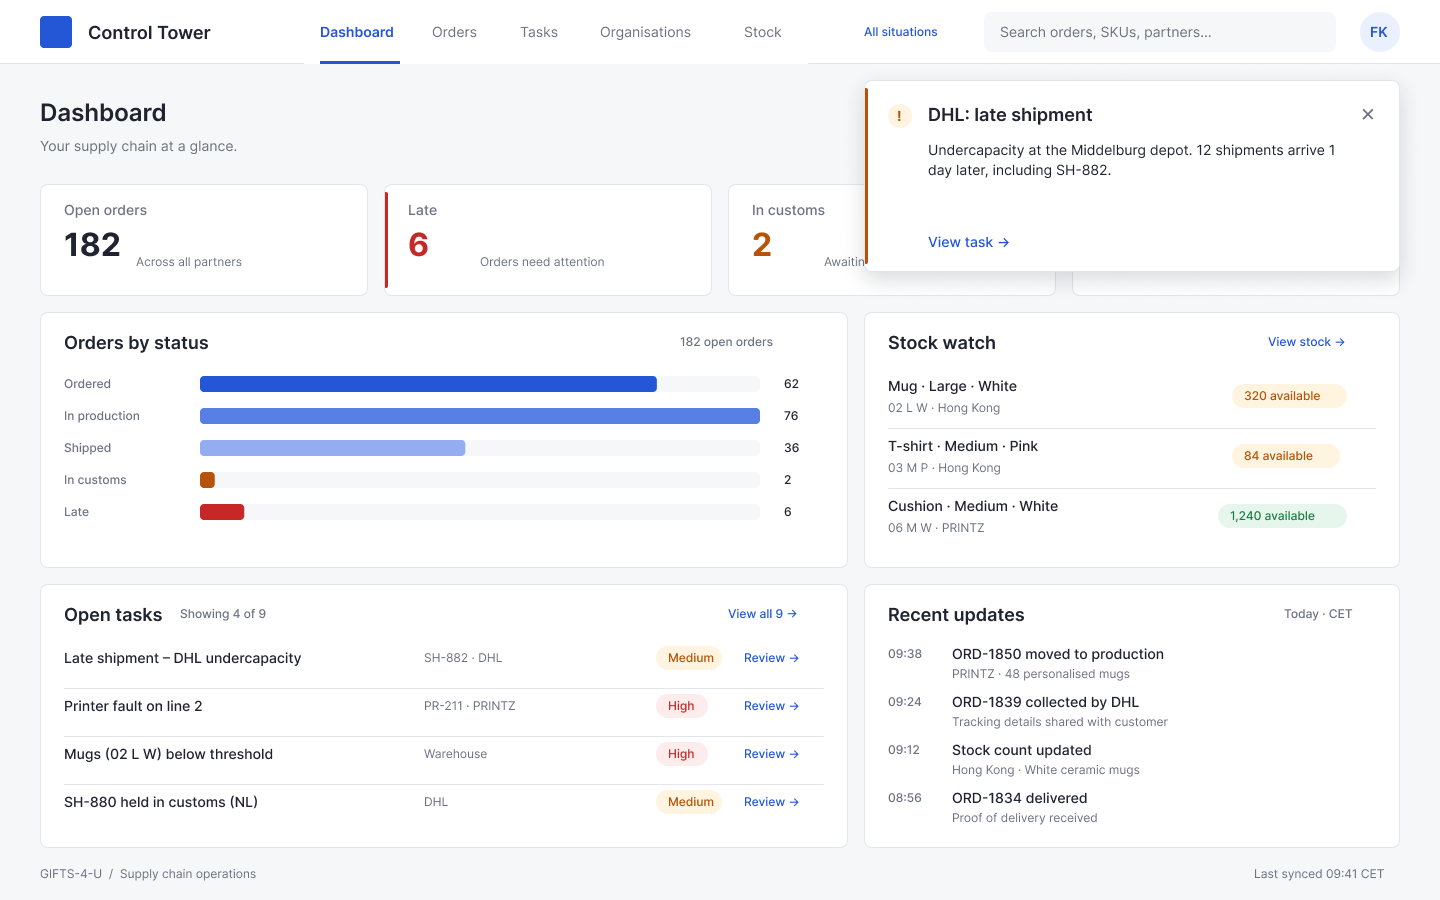 Control Tower
Dashboard
Orders
Tasks
Organisations
Stock
All situations
Search orders, SKUs, partners...
FK
Dashboard
Your supply chain at a glance.
!
DHL: late shipment
✕
Undercapacity at the Middelburg depot. 12 shipments arrive 1
day later, including SH-882.
View task →
Open orders
182
Across all partners
Late
6
Orders need attention
In customs
2
Orders by status
182 open orders
Ordered
62
In production
76
Shipped
36
In customs
2
Late
6
Stock watch
View stock →
Mug · Large · White
02 L W · Hong Kong
320 available
T-shirt · Medium · Pink
03 M P · Hong Kong
84 available
Cushion · Medium · White
06 M W · PRINTZ
1,240 available
Open tasks
Showing 4 of 9
View all 9 →
Late shipment – DHL undercapacity
SH-882 · DHL
Medium
Review →
Printer fault on line 2
PR-211 · PRINTZ
High
Review →
Mugs (02 L W) below threshold
Warehouse
High
Review →
SH-880 held in customs (NL)
DHL
Medium
Review →
Recent updates
Today · CET
09:38
ORD-1850 moved to production
PRINTZ · 48 personalised mugs
09:24
ORD-1839 collected by DHL
Tracking details shared with customer
09:12
Stock count updated
Hong Kong · White ceramic mugs
08:56
ORD-1834 delivered
Proof of delivery received
GIFTS-4-U / Supply chain operations
Last synced 09:41 CET